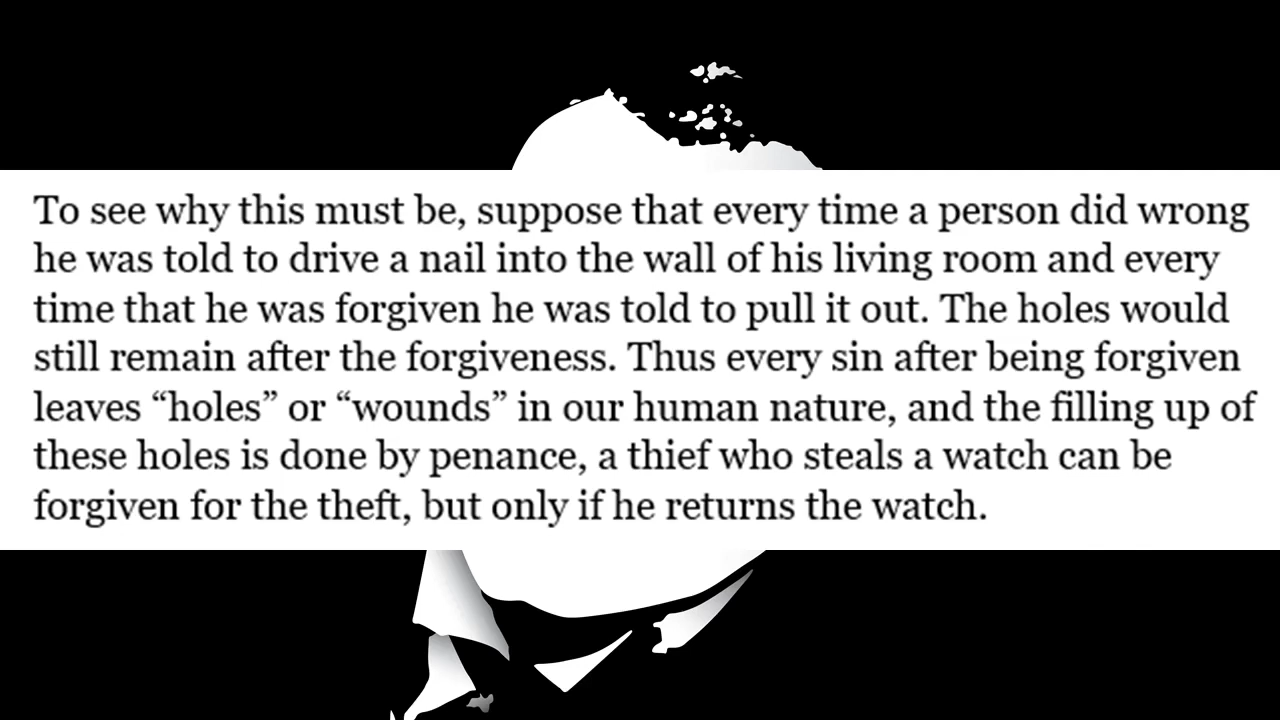 To see why this must be, suppose that every time a person did wrong
he was told to drive a nail into the wall of his living room and every
time that he was forgiven he was told to pull it out. The holes would
still remain after the forgiveness. Thus every sin after being forgiven
leaves “holes” or “wounds” in our human nature, and the filling up of
these holes is done by penance, a thief who steals a watch can be
forgiven for the theft, but only if he returns the watch.